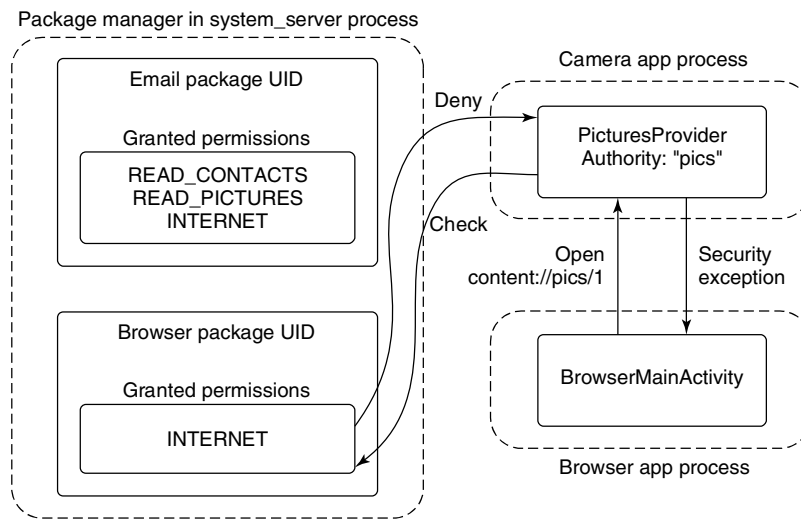 Package manager in system_server process
Email package UID
Granted permissions
READ_CONTACTS
READ_PICTURES
INTERNET
Browser package UID
Granted permissions
INTERNET
Deny
Check
Camera app process
PicturesProvider
Authority: "pics"
Open
content://pics/1
Security
exception
BrowserMainActivity
Browser app process